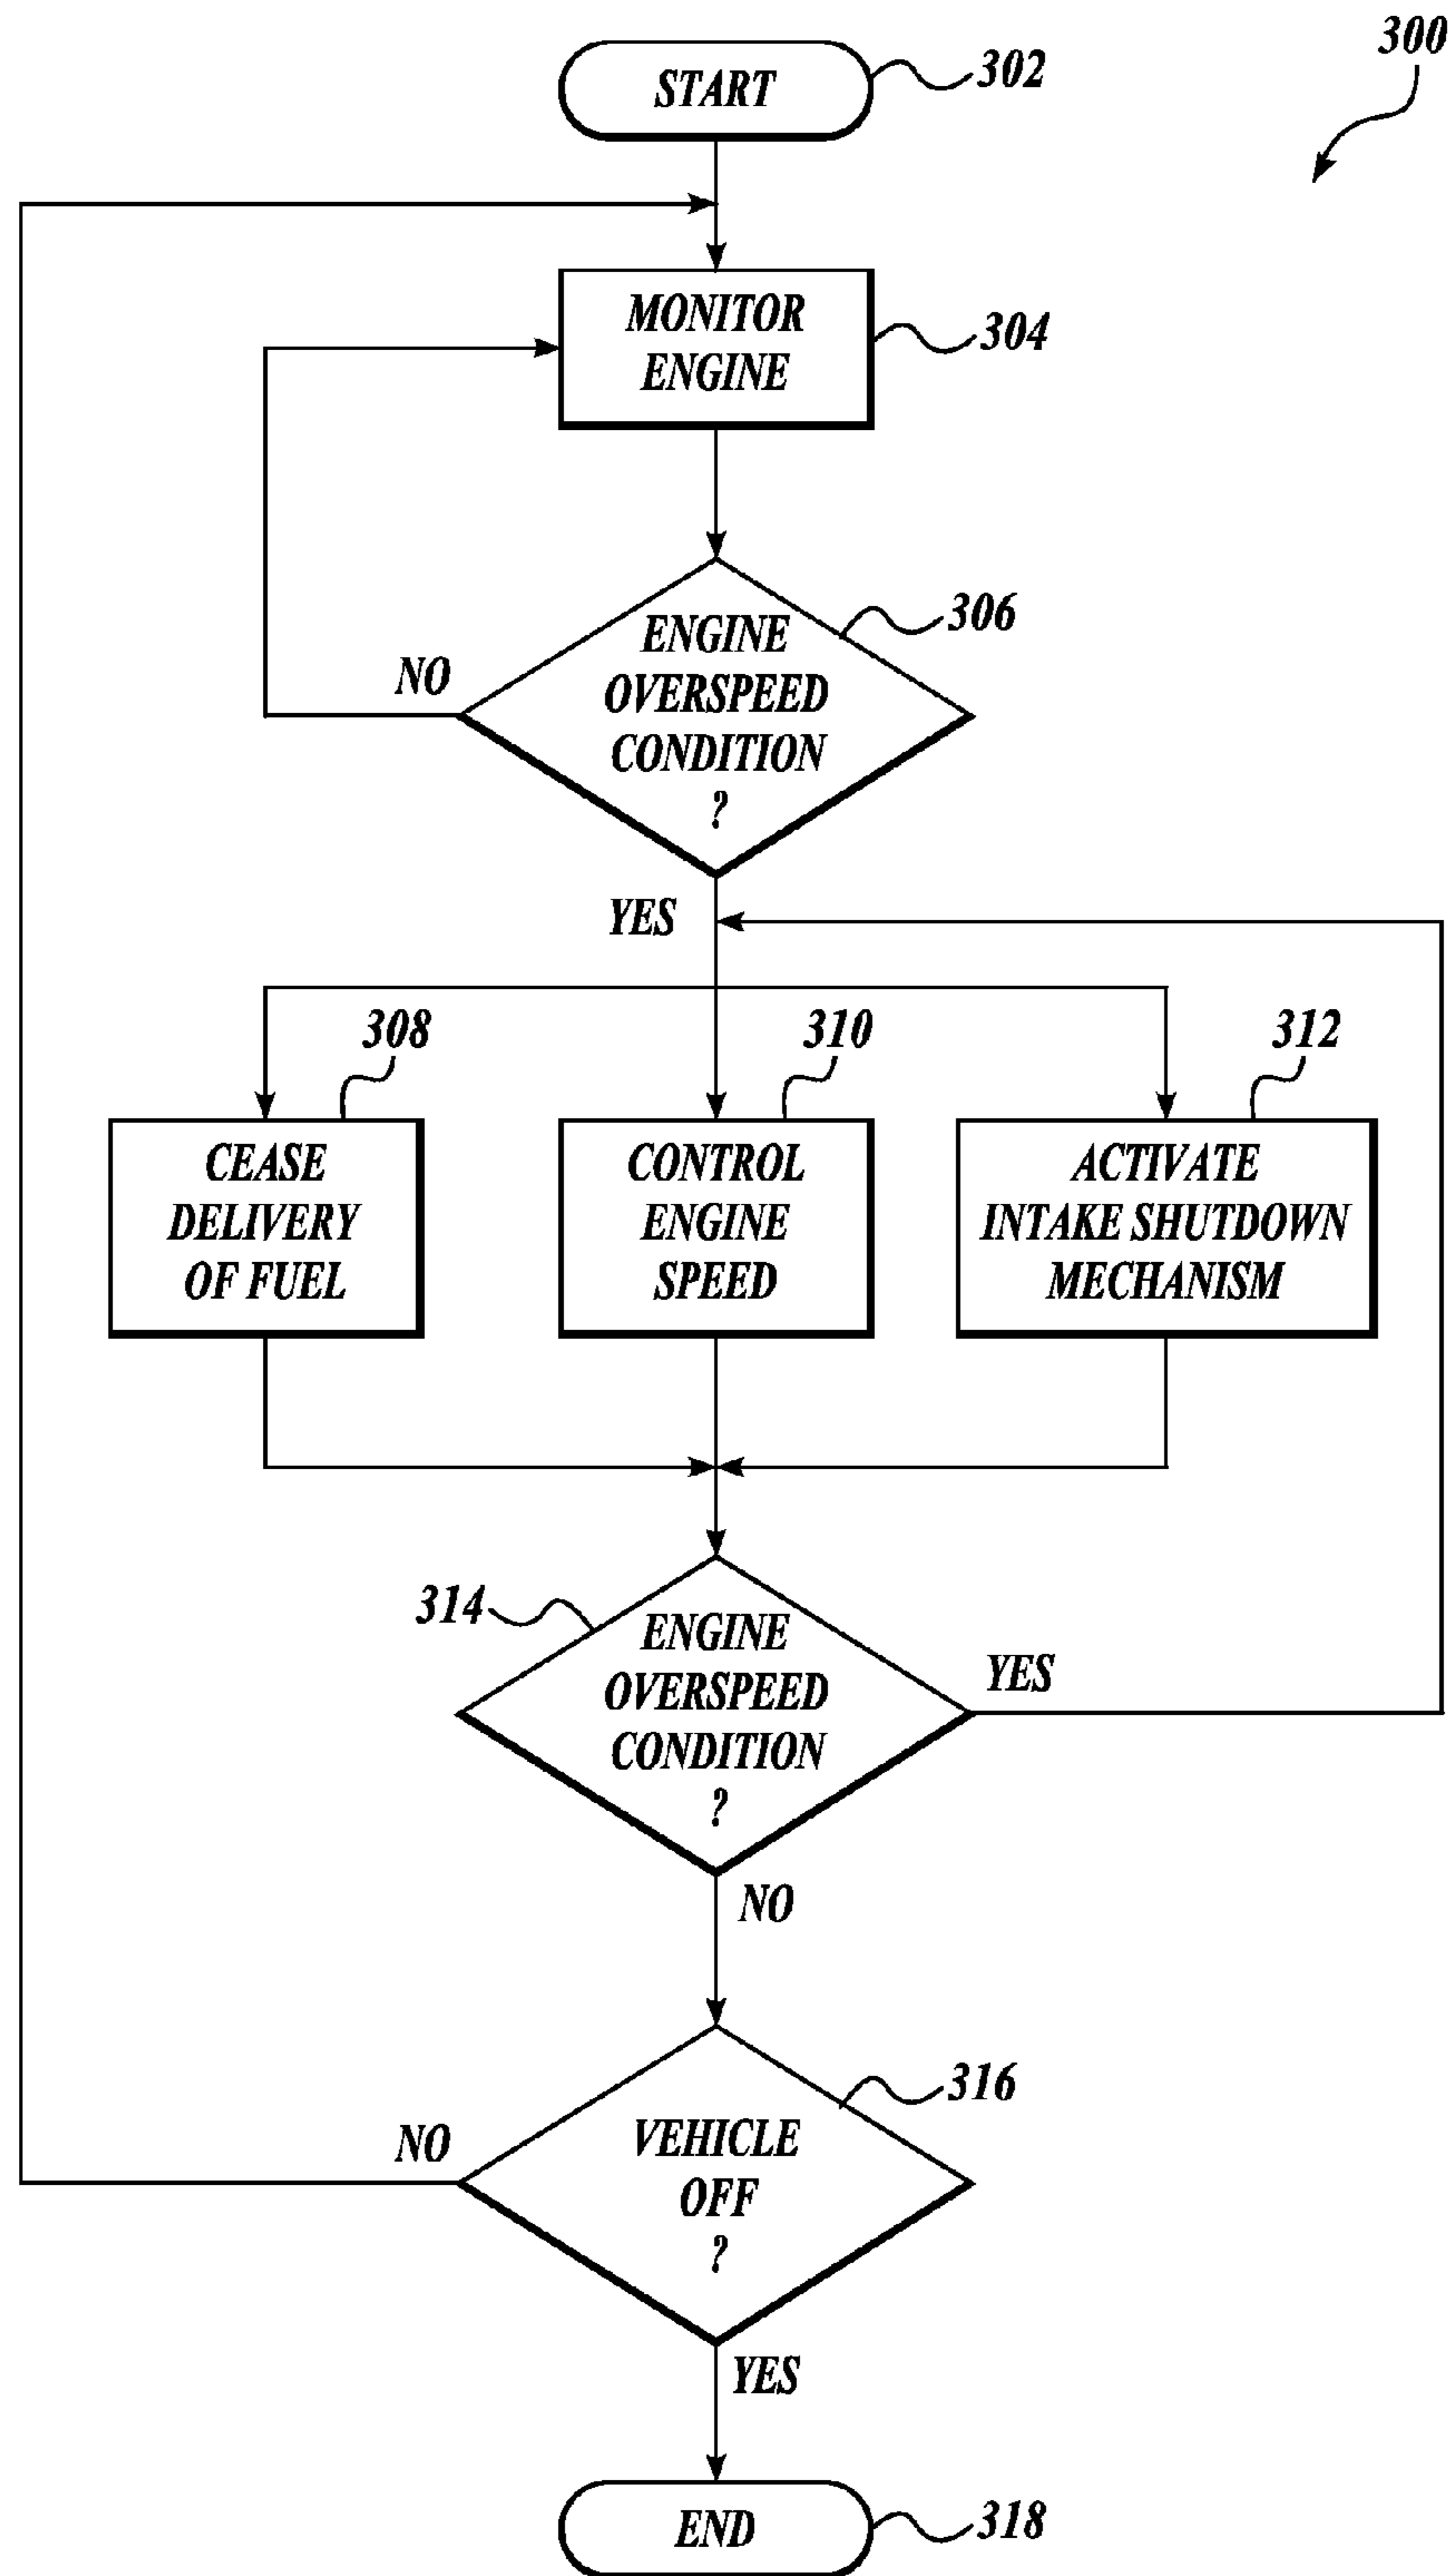 300
START
302
MONITOR
ENGINE
304
ENGINE
OVERSPEED
CONDITION
?
306
NO
YES
308
310
312
CEASE
DELIVERY
OF FUEL
CONTROL
ENGINE
SPEED
ACTIVATE
INTAKE SHUTDOWN
MECHANISM
314
ENGINE
OVERSPEED
CONDITION
?
YES
NO
316
VEHICLE
OFF
?
NO
YES
END
318